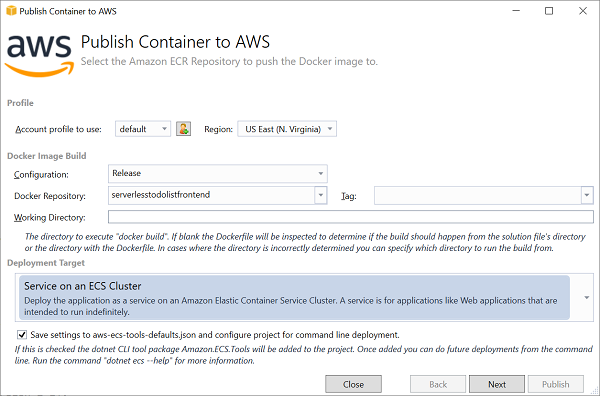 Publish Container to AWS
aws
Publish Container to AWS
Select the Amazon ECR Repository to push the Docker image to.
Profile
Account profile to use: default Region: US East (N. Virginia)
Docker Image Build
Configuration: Release
Docker Repository: serverlesstodolistfrontend Tag:
Working Directory:
The directory to execute "docker build". If blank the Dockerfile will be inspected to determine if the build should happen from the solution file's directory
or the directory with the Dockerfile. In cases where the directory is incorrectly determined you can specify which directory to run the build from.
Deployment Target
Service on an ECS Cluster
Deploy the application as a service on an Amazon Elastic Container Service Cluster. A service is for applications like Web applications that are
intended to run indefinitely.
Save settings to aws-ecs-tools-defaults.json and configure project for command line deployment.
If this is checked the dotnet CLI tool package Amazon.ECS.Tools will be added to the project. Once added you can do future deployments from the command
line. Run the command "dotnet ecs --help" for more information.
Close Back Next Publish